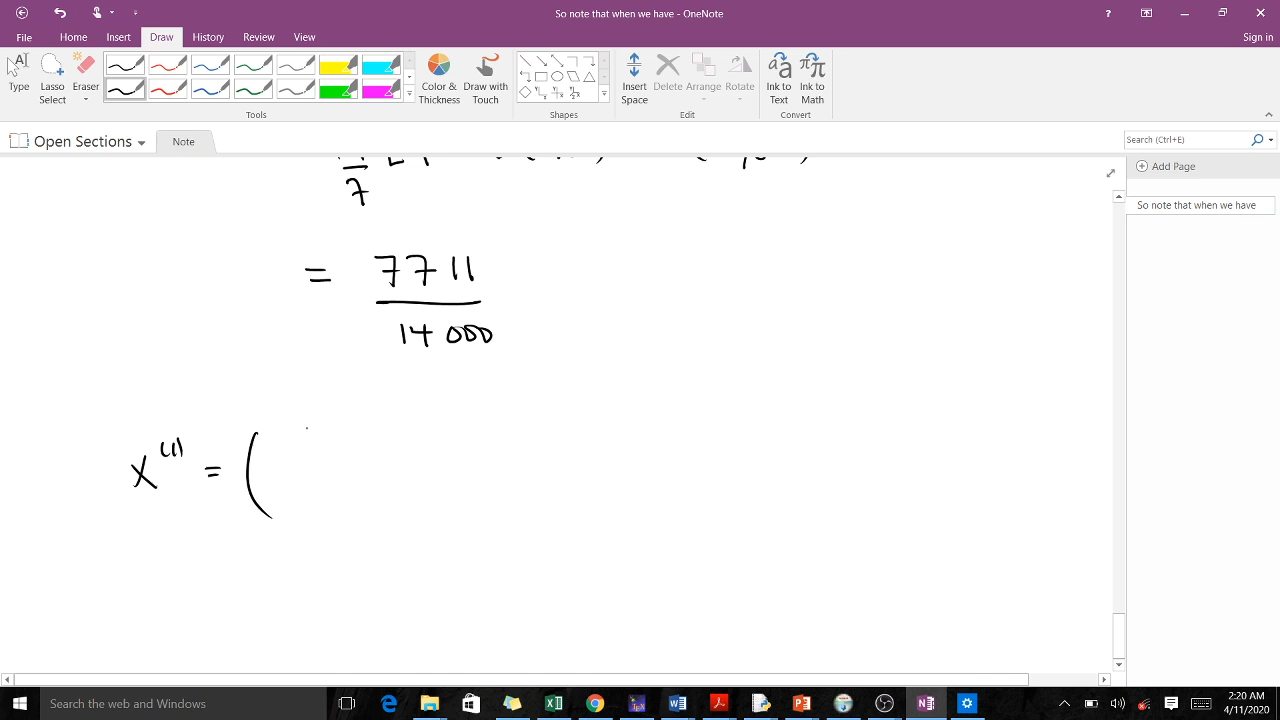 So note that when we have - OneNote
Sign in
File Home Insert Draw History Review View
Type
Lasso Select
Eraser
Color & Thickness
Draw with Touch
Insert Space
Delete
Arrange
Rotate
Ink to Text
Ink to Math
Tools
Shapes
Edit
Convert
Open Sections
Note
Search (Ctrl+E)
Add Page
So note that when we have
7
= 7711
14 000
x⁽¹⁾ = (
Search the web and Windows
2:20 AM
4/11/2020